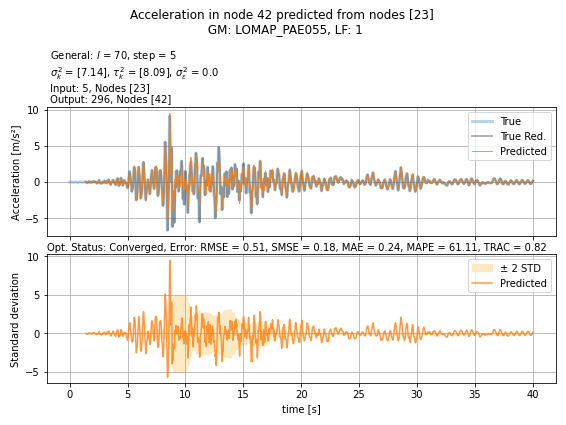 Acceleration in node 42 predicted from nodes [23]
GM: LOMAP_PAE055, LF: 1
General: l = 70, step = 5
σ²ₖ = [7.14], τ²ₖ = [8.09], σ²ε = 0.0
Input: 5, Nodes [23]
Output: 296, Nodes [42]
10
5
0
−5
Acceleration [m/s²]
True
True Red.
Predicted
Opt. Status: Converged, Error: RMSE = 0.51, SMSE = 0.18, MAE = 0.24, MAPE = 61.11, TRAC = 0.82
10
5
0
−5
Standard deviation
± 2 STD
Predicted
0 5 10 15 20 25 30 35 40
time [s]